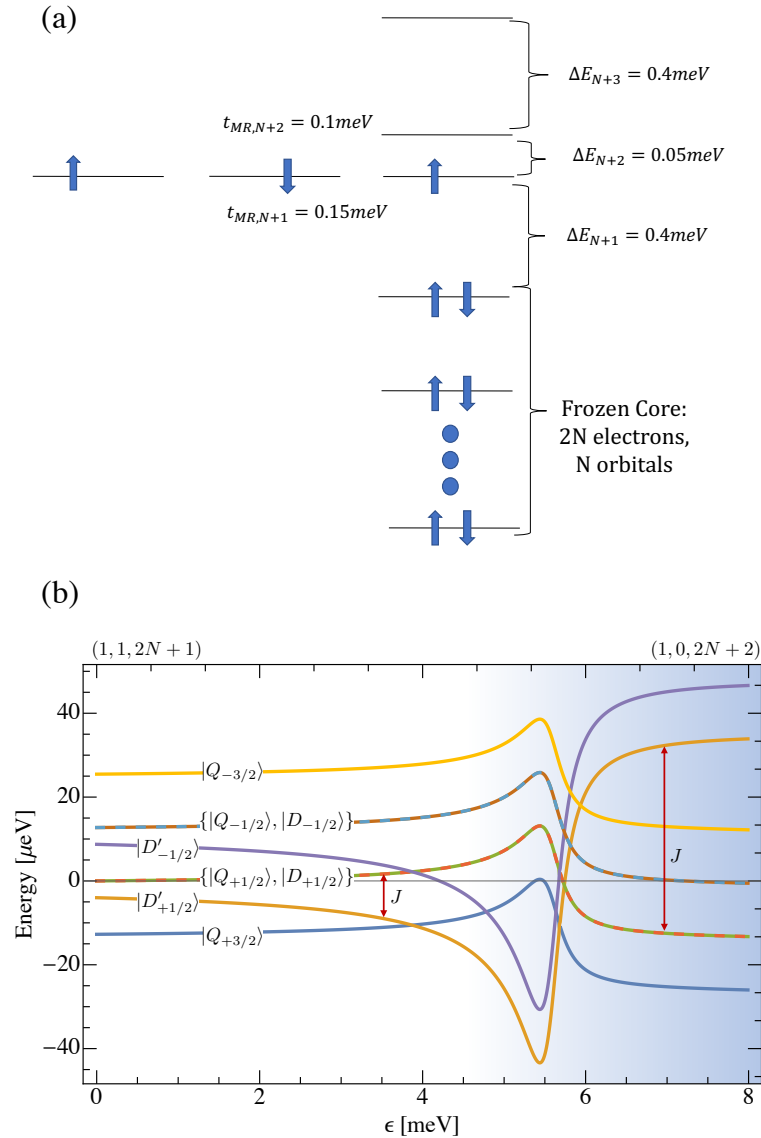 (a)
ΔE_{N+3} = 0.4meV
t_{MR,N+2} = 0.1meV
ΔE_{N+2} = 0.05meV
t_{MR,N+1} = 0.15meV
ΔE_{N+1} = 0.4meV
Frozen Core:
2N electrons,
N orbitals
(b)
(1, 1, 2N + 1)
(1, 0, 2N + 2)
Energy [μeV]
40
20
0
−20
−40
|Q_{−3/2}⟩
{|Q_{−1/2}⟩, |D_{−1/2}⟩}
|D′_{−1/2}⟩
{|Q_{+1/2}⟩, |D_{+1/2}⟩}
|D′_{+1/2}⟩
|Q_{+3/2}⟩
J
J
0 2 4 6 8
ϵ [meV]